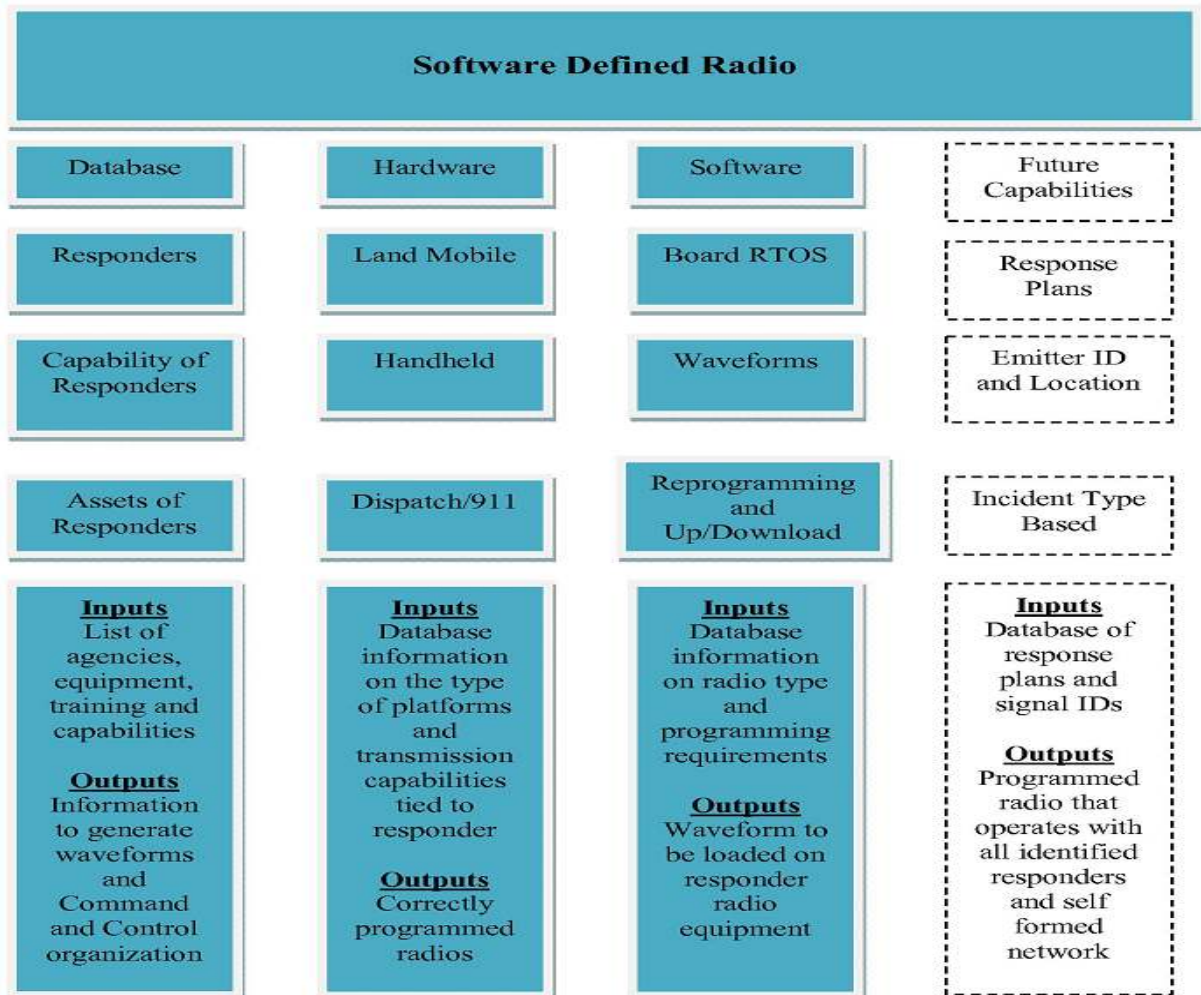 Software Defined Radio
Database
Hardware
Software
Future
Capabilities
Responders
Land Mobile
Board RTOS
Response
Plans
Capability of
Responders
Handheld
Waveforms
Emitter ID
and Location
Assets of
Responders
Dispatch/911
Reprogramming
and
Up/Download
Incident Type
Based
Inputs
List of
agencies,
equipment,
training and
capabilities
Outputs
Information
to generate
waveforms
and
Command
and Control
organization
Inputs
Database
information
on the type
of platforms
and
transmission
capabilities
tied to
responder
Outputs
Correctly
programmed
radios
Inputs
Database
information
on radio type
and
programming
requirements
Outputs
Waveform to
be loaded on
responder
radio
equipment
Inputs
Database of
response
plans and
signal IDs
Outputs
Programmed
radio that
operates with
all identified
responders
and self
formed
network